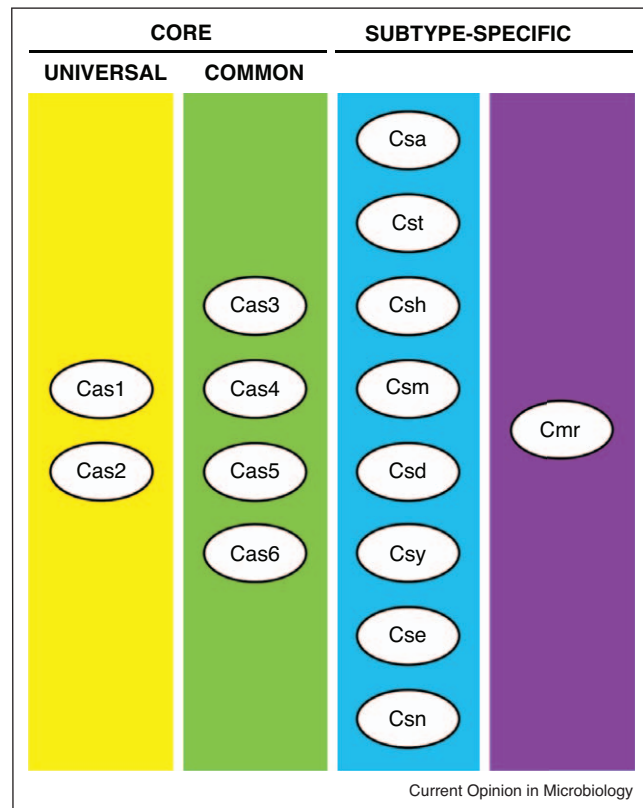 CORE
SUBTYPE-SPECIFIC
UNIVERSAL
COMMON
Cas1
Cas2
Cas3
Cas4
Cas5
Cas6
Csa
Cst
Csh
Csm
Csd
Csy
Cse
Csn
Cmr
Current Opinion in Microbiology